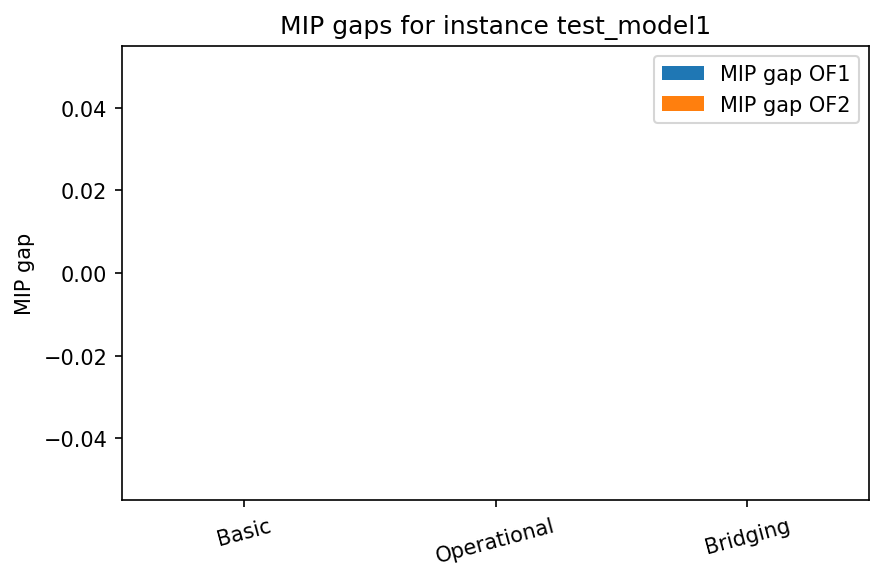 MIP gaps for instance test_model1
MIP gap OF1
MIP gap OF2
MIP gap
0.04
0.02
0.00
−0.02
−0.04
Basic
Operational
Bridging